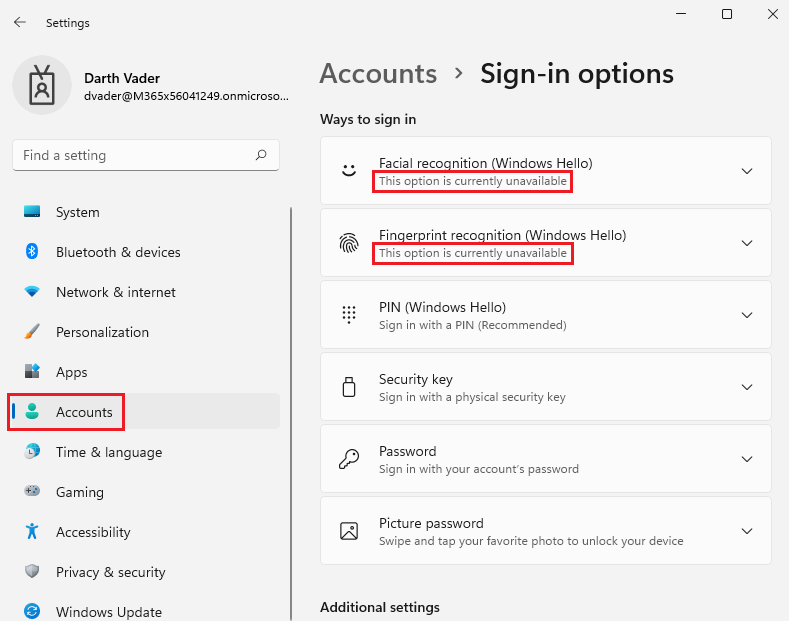 Settings
Darth Vader
dvader@M365x56041249.onmicroso...
Find a setting
System
Bluetooth & devices
Network & internet
Personalization
Apps
Accounts
Time & language
Gaming
Accessibility
Privacy & security
Windows Update
Accounts > Sign-in options
Ways to sign in
Facial recognition (Windows Hello)
This option is currently unavailable
Fingerprint recognition (Windows Hello)
This option is currently unavailable
PIN (Windows Hello)
Sign in with a PIN (Recommended)
Security key
Sign in with a physical security key
Password
Sign in with your account's password
Picture password
Swipe and tap your favorite photo to unlock your device
Additional settings